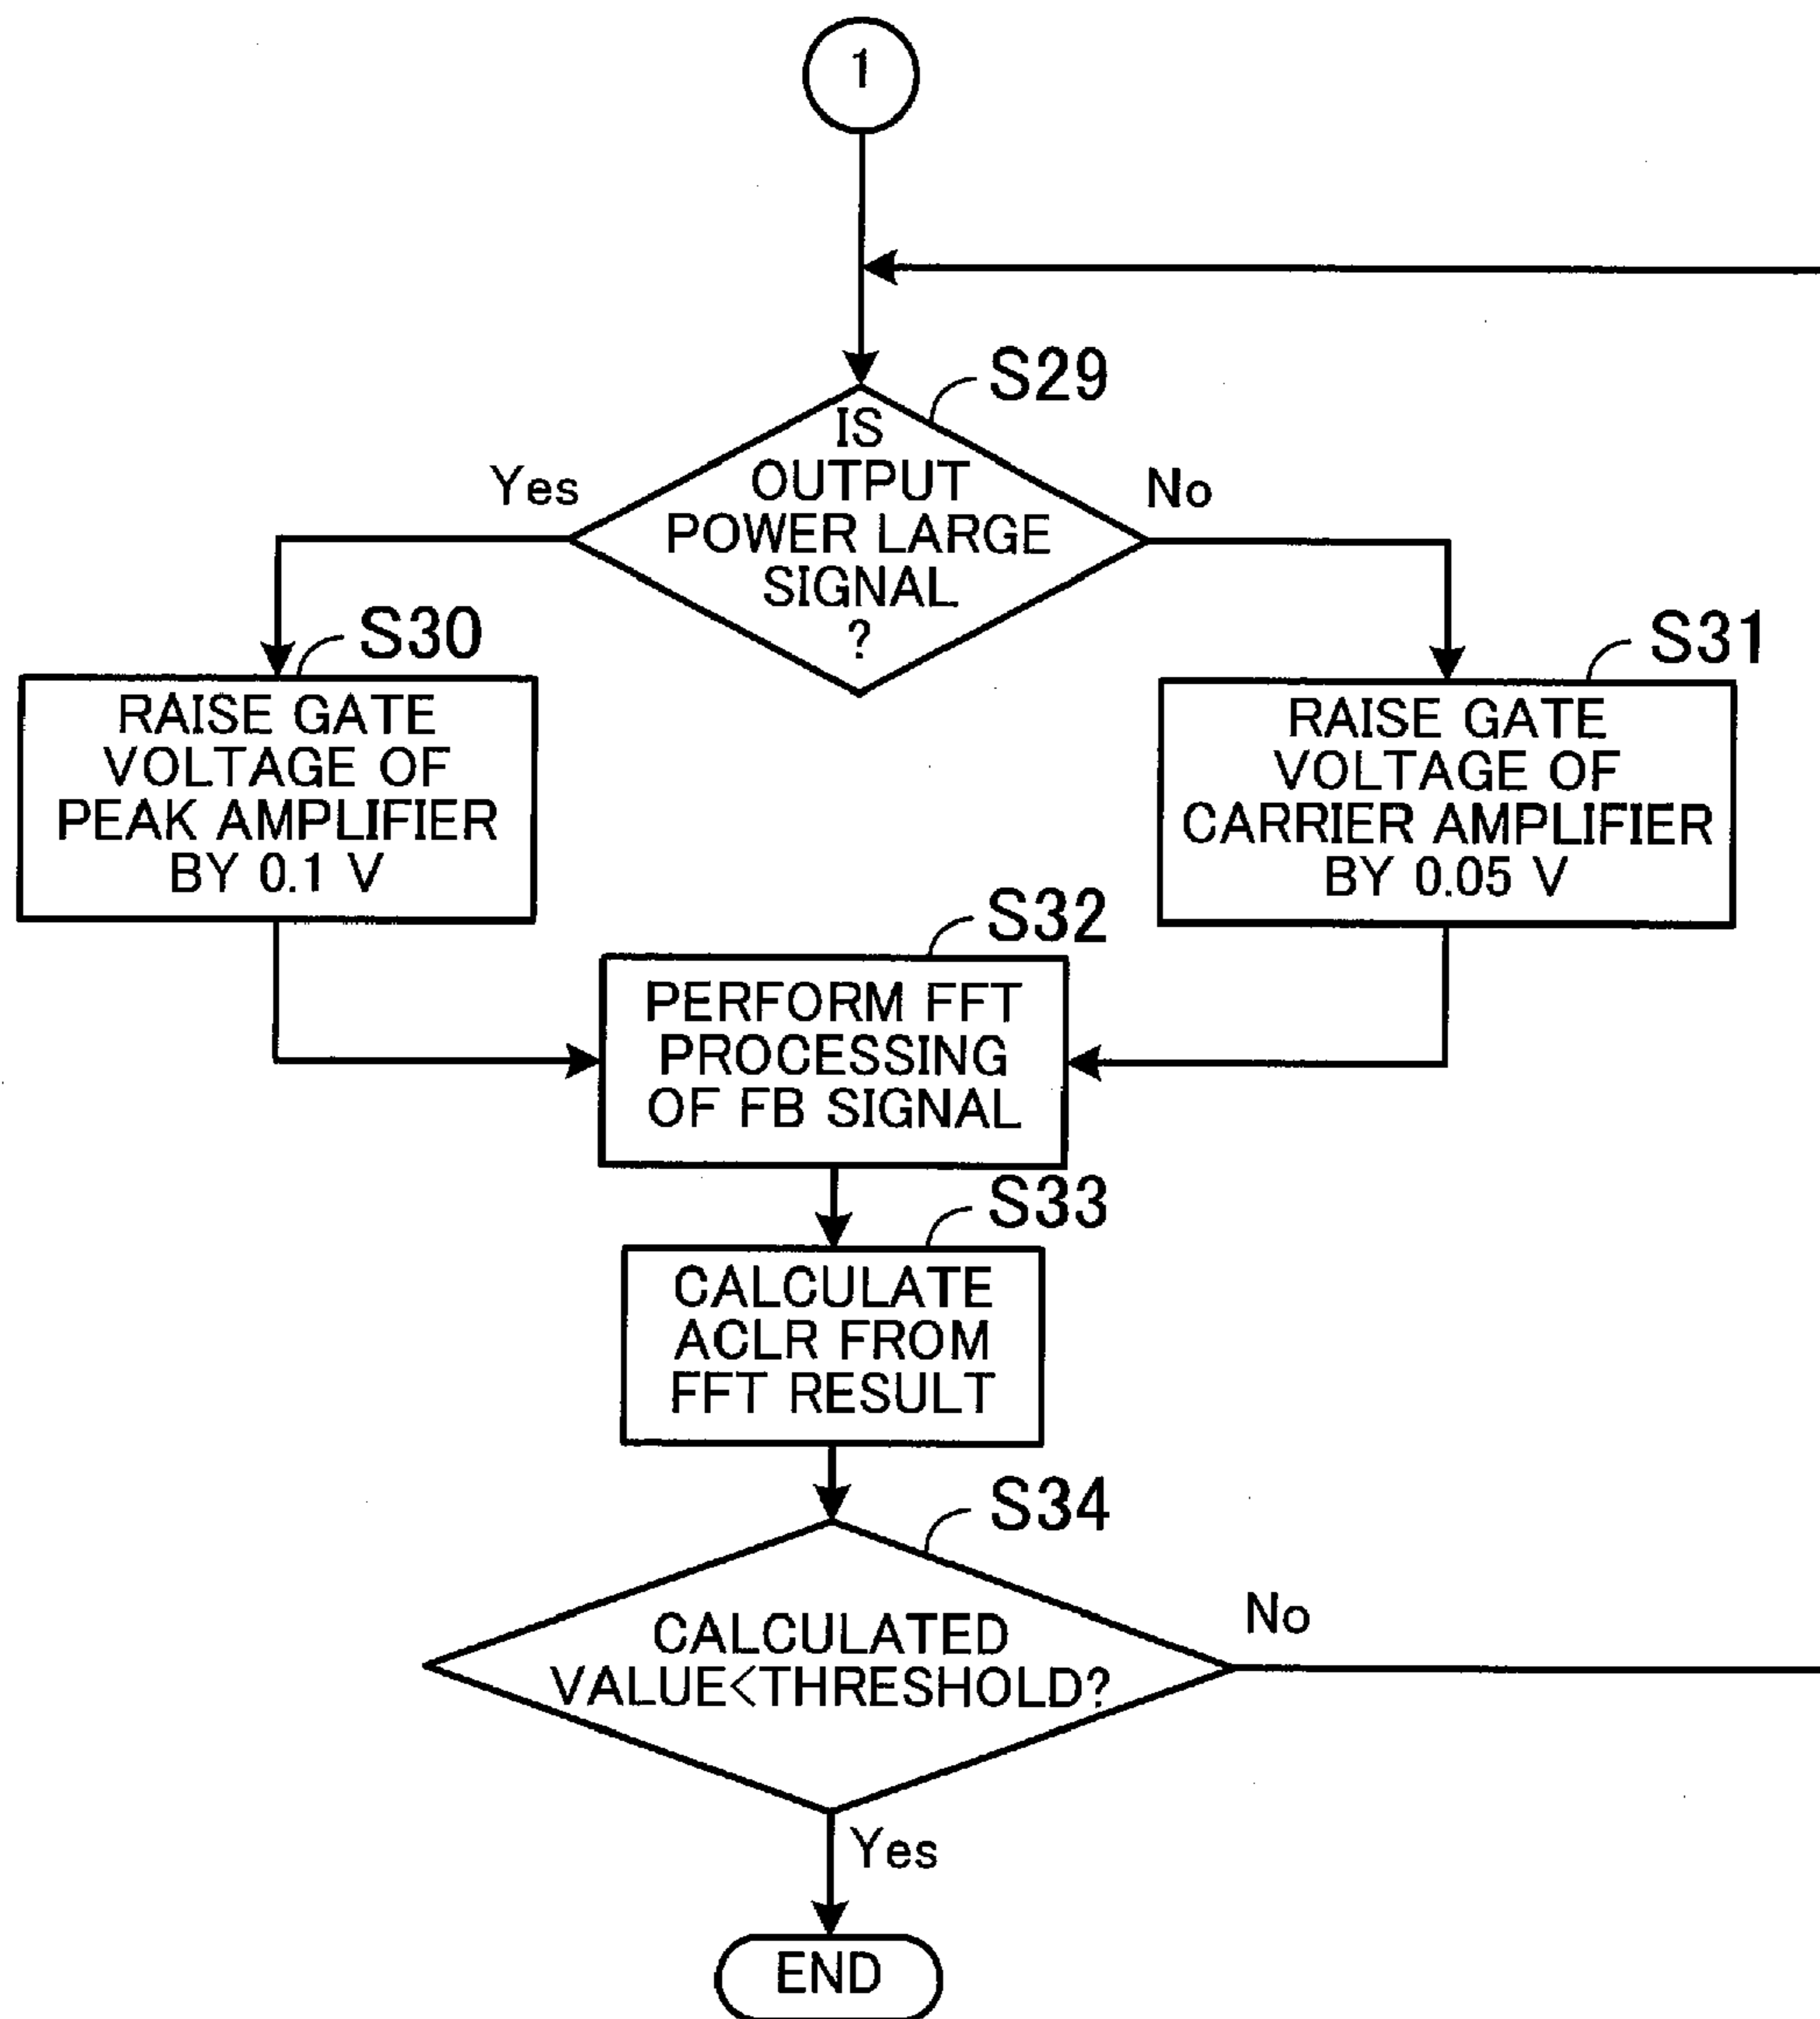 1
S29
IS
OUTPUT
POWER LARGE
SIGNAL
?
Yes
No
S30
RAISE GATE
VOLTAGE OF
PEAK AMPLIFIER
BY 0.1 V
S31
RAISE GATE
VOLTAGE OF
CARRIER AMPLIFIER
BY 0.05 V
S32
PERFORM FFT
PROCESSING
OF FB SIGNAL
S33
CALCULATE
ACLR FROM
FFT RESULT
S34
CALCULATED
VALUE<THRESHOLD?
No
Yes
END